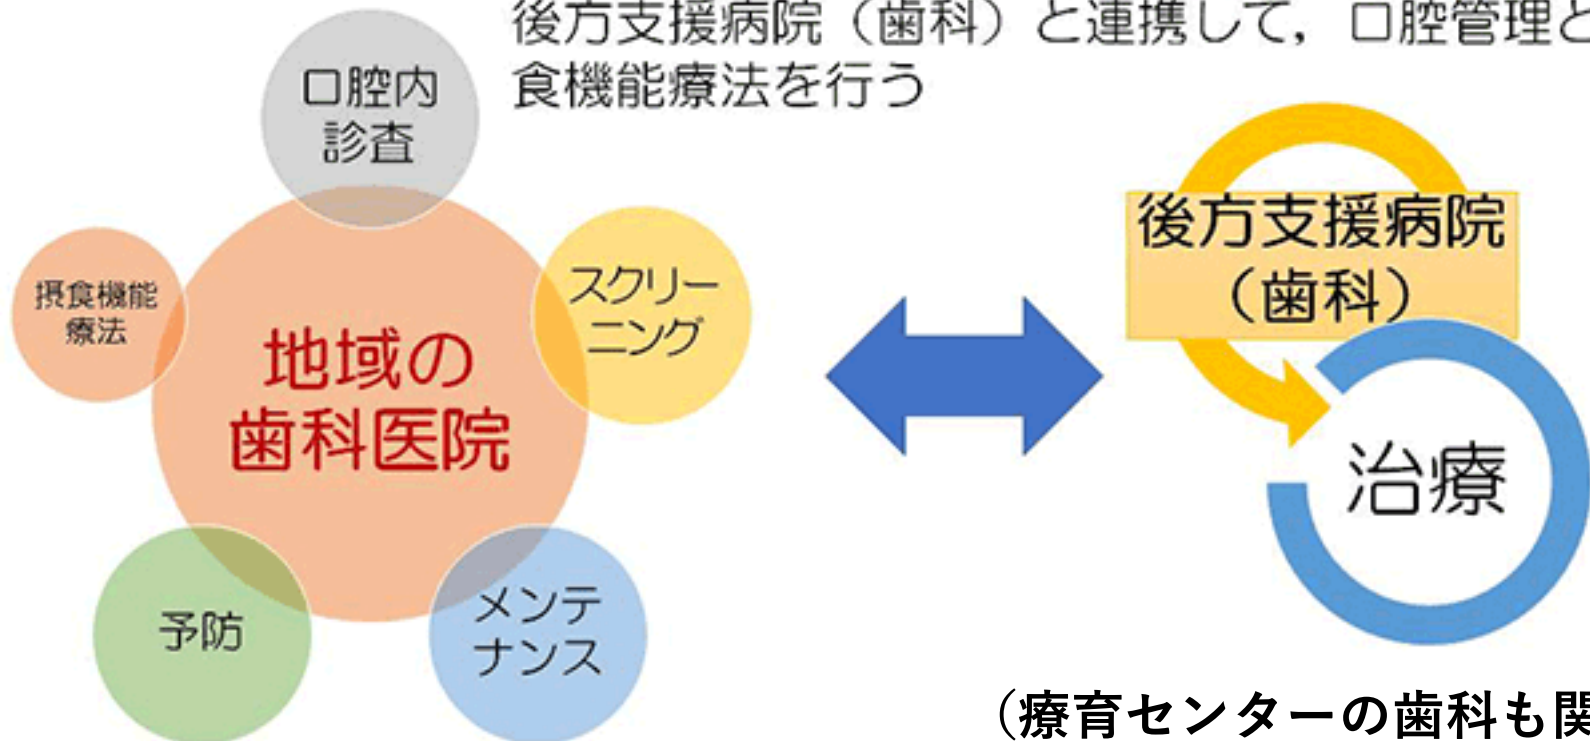 後方支援病院（歯科）と連携して，口腔管理と
食機能療法を行う
口腔内
診査
摂食機能
療法
スクリー
ニング
地域の
歯科医院
予防
メンテ
ナンス
後方支援病院
（歯科）
治療
（療育センターの歯科も関